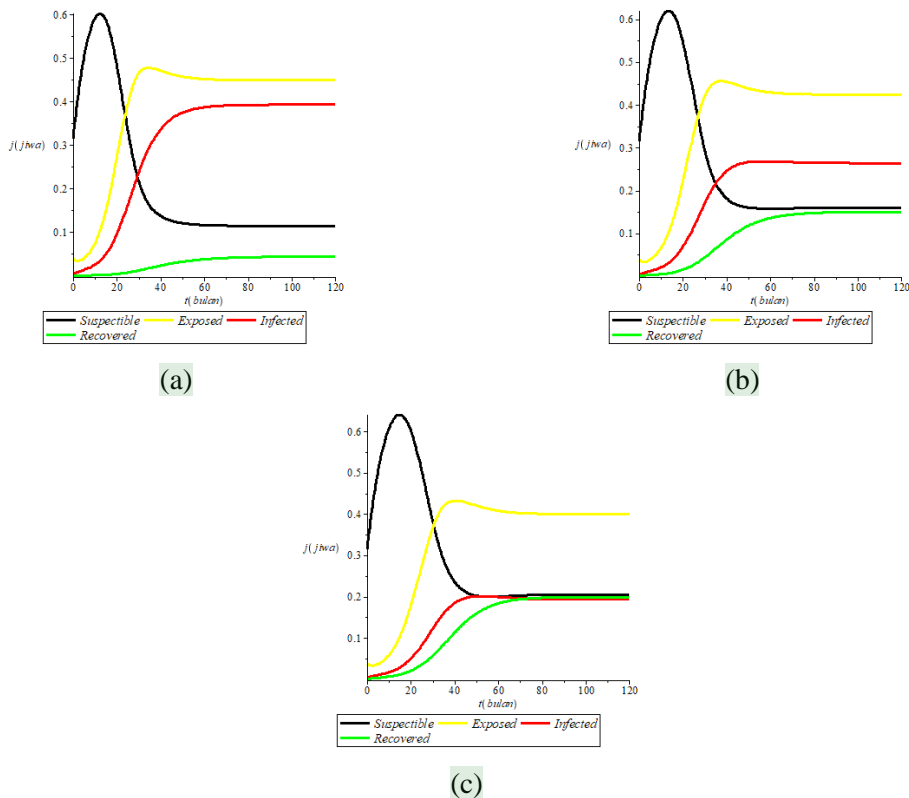 0.6
0.5
0.4
j(jiwa)
0.3
0.2
0.1
0 20 40 60 80 100 120
t(bulan)
Suspectible Exposed Infected
Recovered
(a)
0.6
0.5
0.4
j(jiwa)
0.3
0.2
0.1
0 20 40 60 80 100 120
t(bulan)
Suspectible Exposed Infected
Recovered
(b)
0.6
0.5
0.4
j(jiwa)
0.3
0.2
0.1
0 20 40 60 80 100 120
t(bulan)
Suspectible Exposed Infected
Recovered
(c)